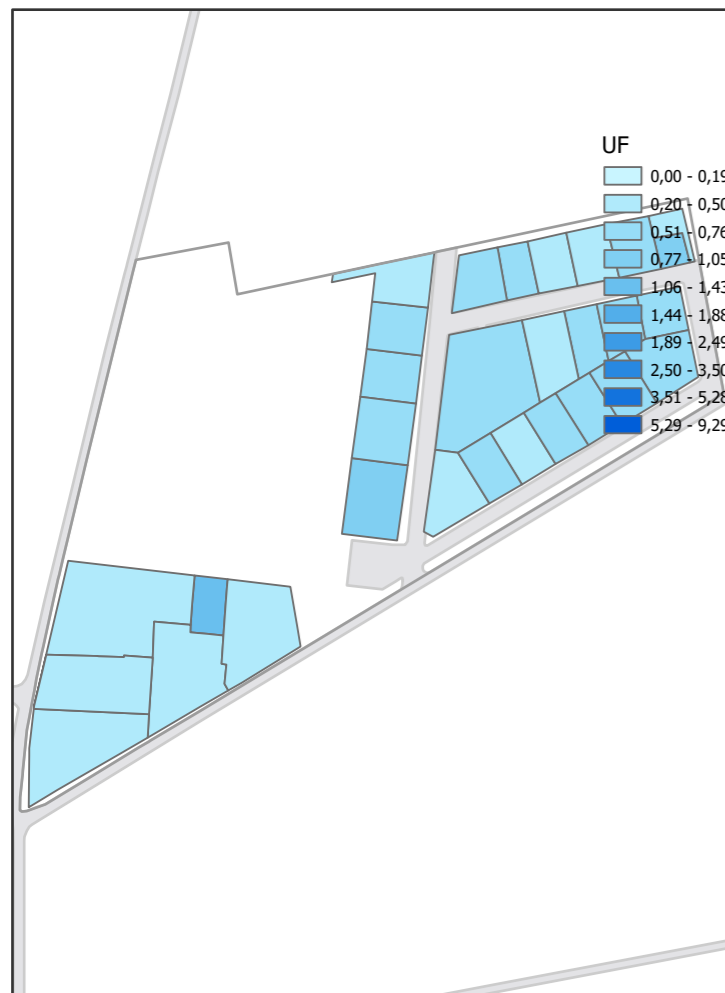 UF
0,00 - 0,19
0,20 - 0,50
0,51 - 0,76
0,77 - 1,05
1,06 - 1,43
1,44 - 1,88
1,89 - 2,49
2,50 - 3,50
3,51 - 5,28
5,29 - 9,29